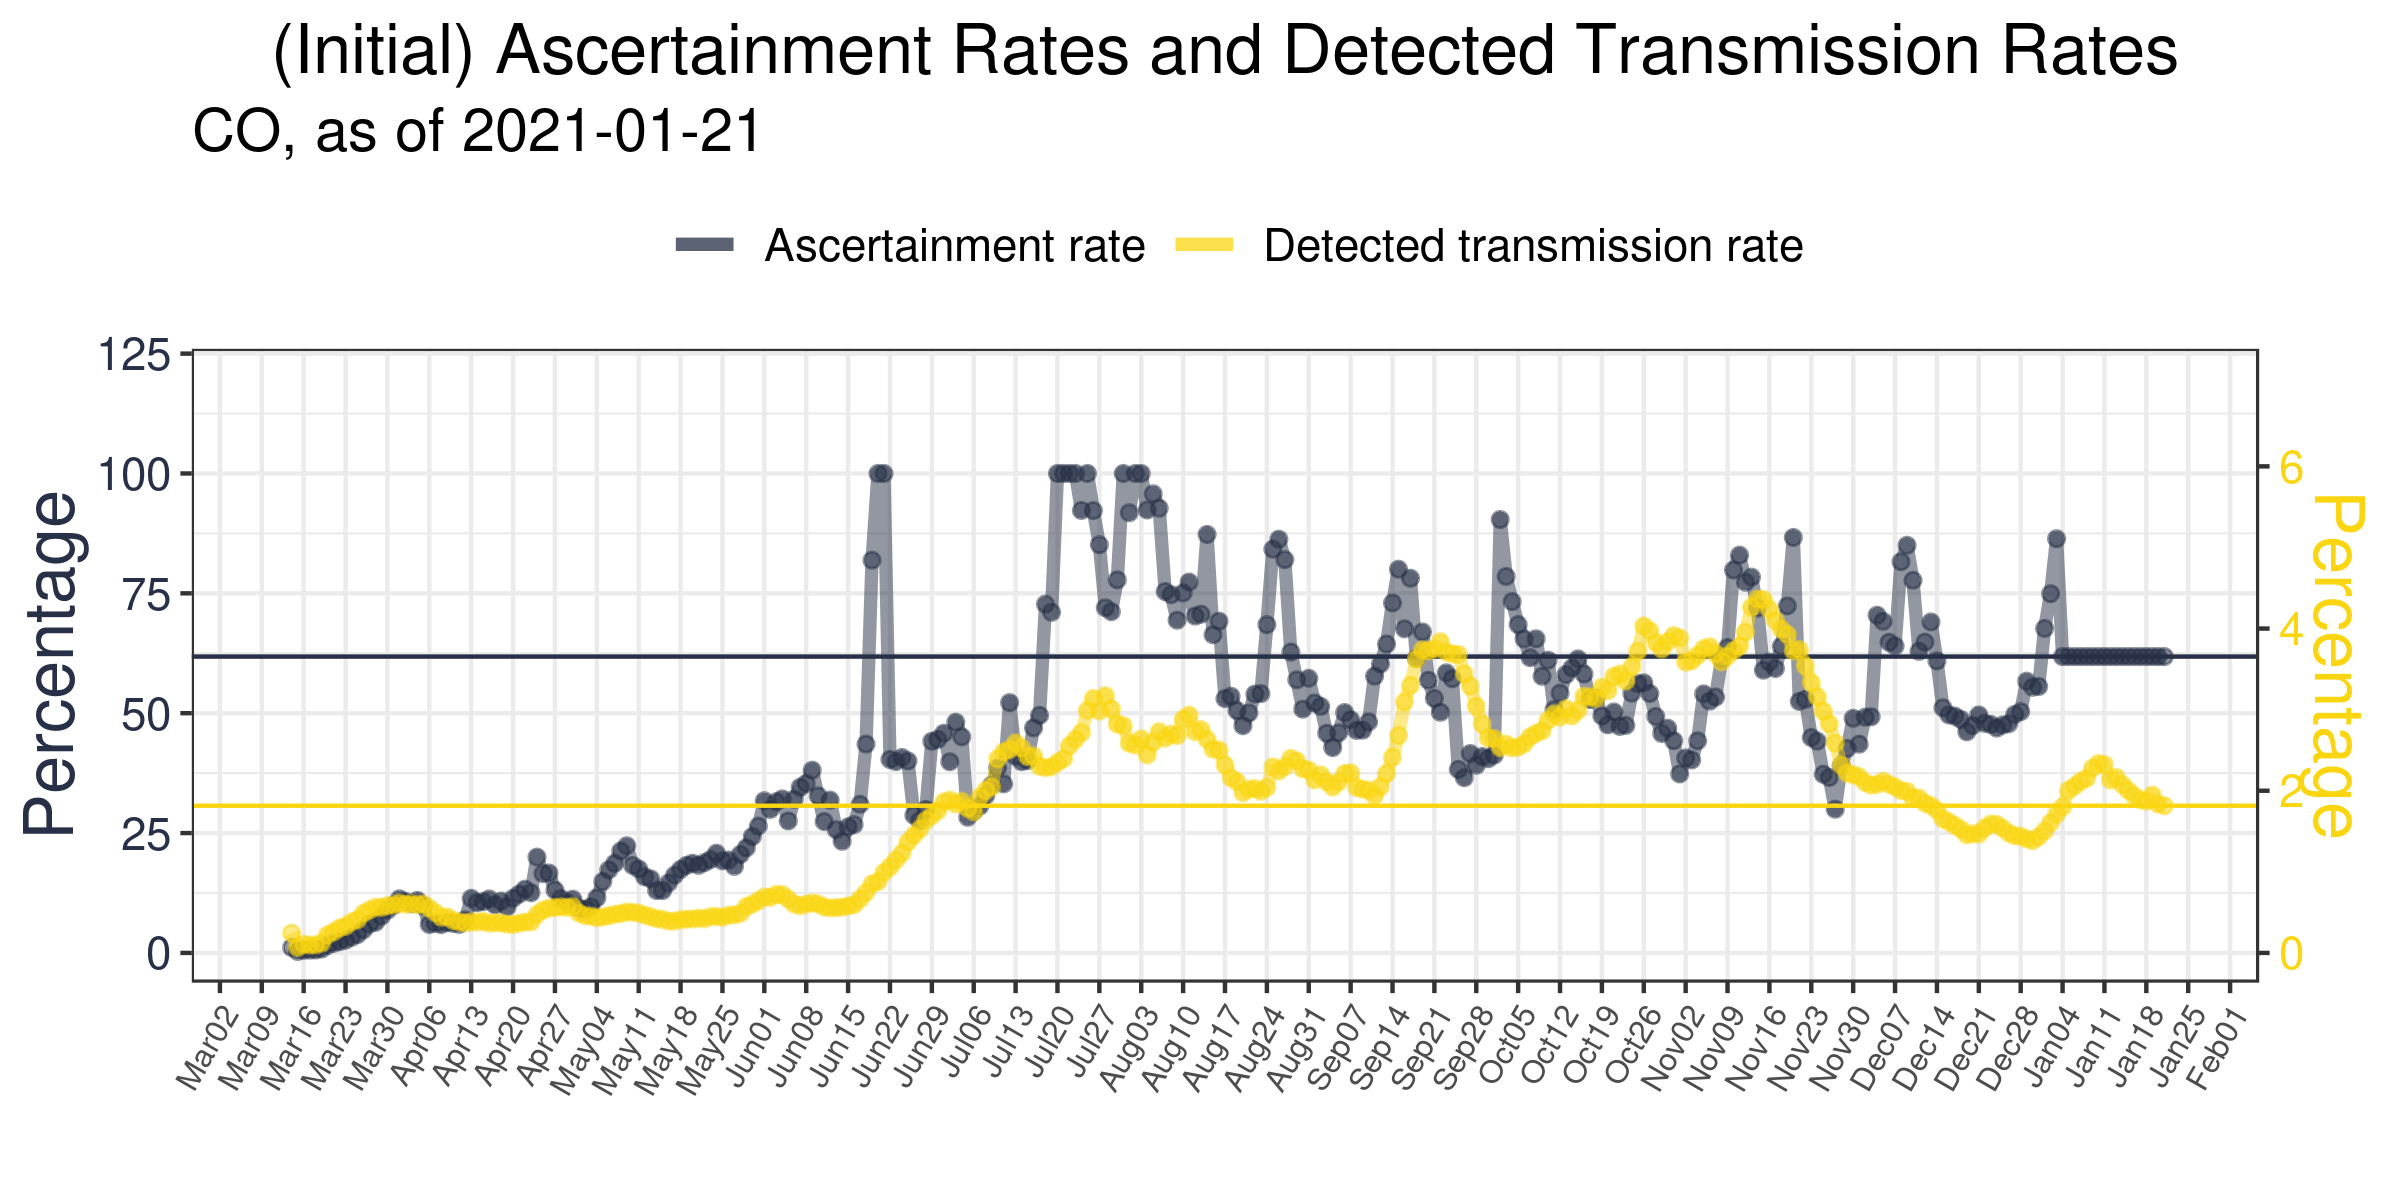 (Initial) Ascertainment Rates and Detected Transmission Rates
CO, as of 2021-01-21
Ascertainment rate
Detected transmission rate
Percentage
125
100
75
50
25
0
6
4
2
0
Percentage
Mar02
Mar09
Mar16
Mar23
Mar30
Apr06
Apr13
Apr20
Apr27
May04
May11
May18
May25
Jun01
Jun08
Jun15
Jun22
Jun29
Jul06
Jul13
Jul20
Jul27
Aug03
Aug10
Aug17
Aug24
Aug31
Sep07
Sep14
Sep21
Sep28
Oct05
Oct12
Oct19
Oct26
Nov02
Nov09
Nov16
Nov23
Nov30
Dec07
Dec14
Dec21
Dec28
Jan04
Jan11
Jan18
Jan25
Feb01